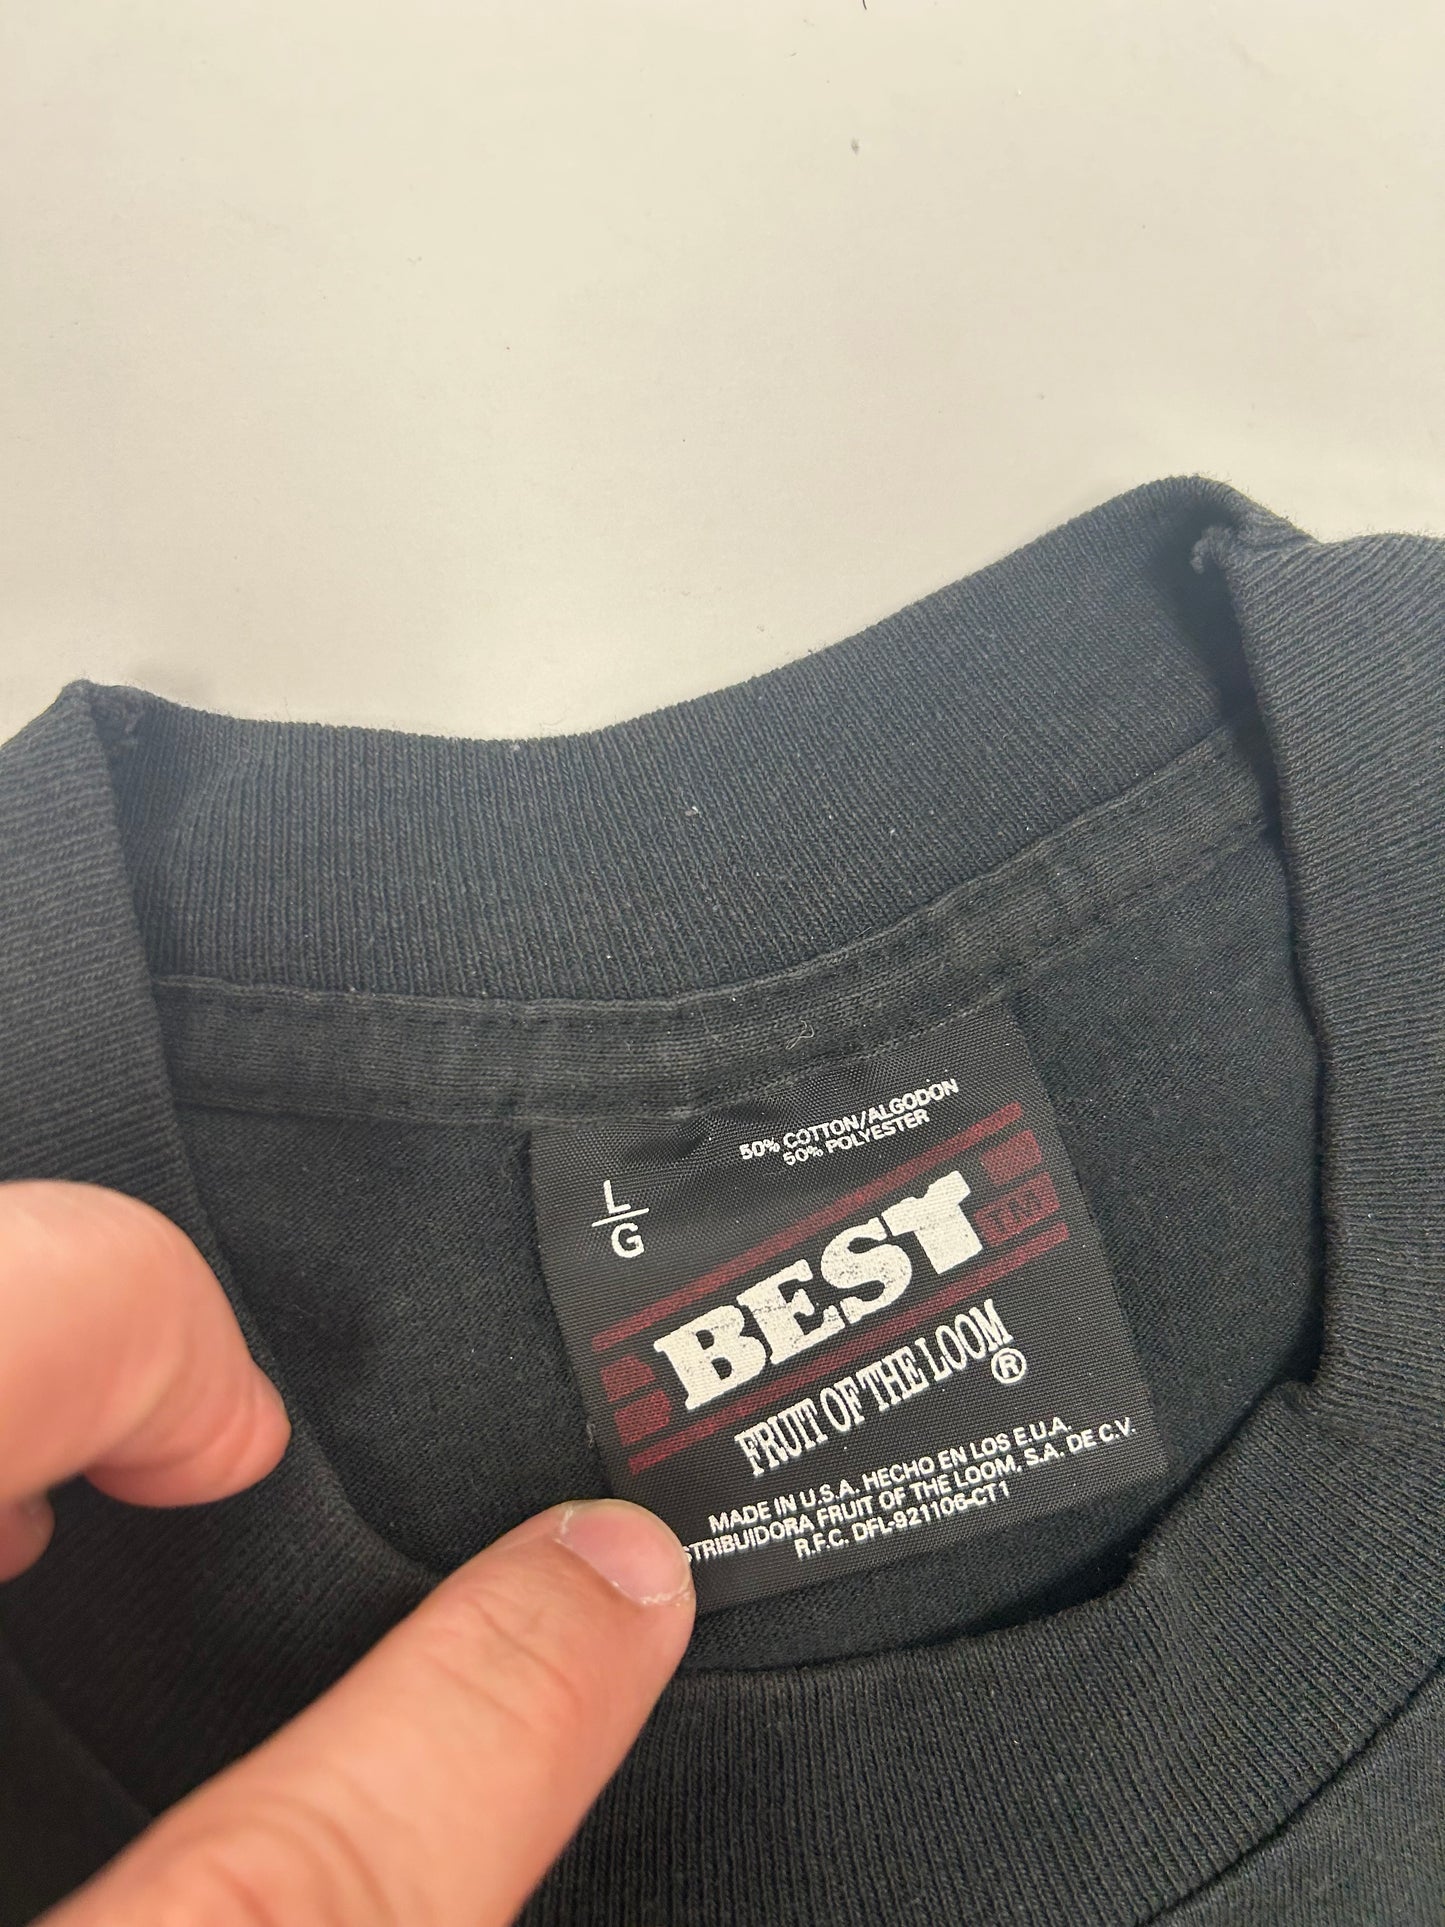 50% COTTON/ALGODON
50% POLYESTER
L
G
BEST TM
FRUIT OF THE LOOM ®
MADE IN U.S.A. HECHO EN LOS E.U.A.
STRIBUIDORA FRUIT OF THE LOOM, S.A. DE C.V.
R.F.C. DFL-921106-CT1